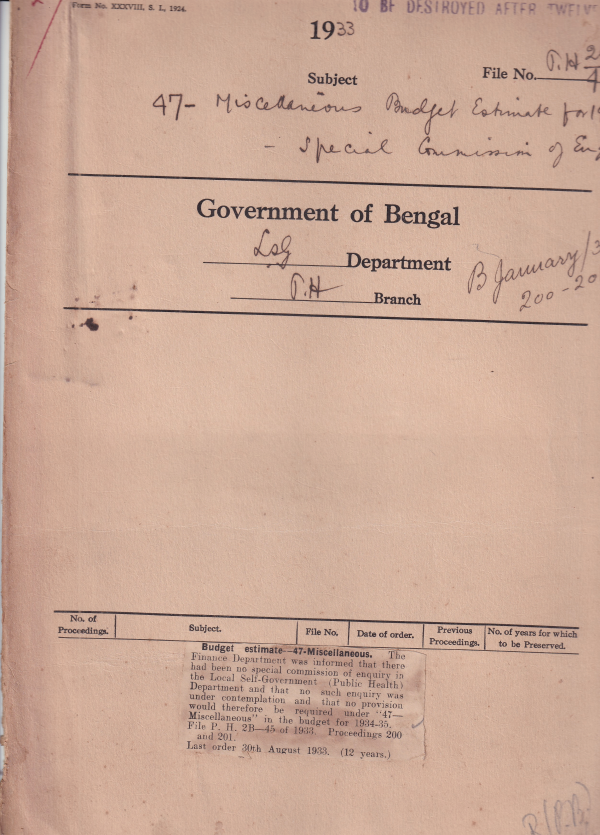 Form No. XXXVIII, S. I., 1924.
TO BE DESTROYED AFTER TWELV
1933
Subject
File No. P.H 2
4
47- Miscellaneous Budget Estimate for 19
- Special Commission of Enq
Government of Bengal
LSG Department
P.H Branch
B January/3
200-20
No. of Proceedings.
Subject.
File No.
Date of order.
Previous Proceedings.
No. of years for which to be Preserved.
Budget estimate—47-Miscellaneous. The
Finance Department was informed that there
had been no special commission of enquiry in
the Local Self-Government (Public Health)
Department and that no such enquiry was
under contemplation and that no provision
would therefore be required under "47—
Miscellaneous" in the budget for 1934-35.
File P. H. 2B—45 of 1933. Proceedings 200
and 201.
Last order 30th August 1933. (12 years.)